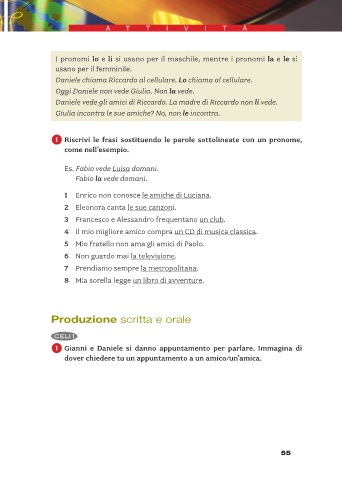 A T T I V I T À
I pronomi lo e li si usano per il maschile, mentre i pronomi la e le si
usano per il femminile.
Daniele chiama Riccardo al cellulare. Lo chiama al cellulare.
Oggi Daniele non vede Giulia. Non la vede.
Daniele vede gli amici di Riccardo. La madre di Riccardo non li vede.
Giulia incontra le sue amiche? No, non le incontra.
1 Riscrivi le frasi sostituendo le parole sottolineate con un pronome,
come nell'esempio.
Es. Fabio vede Luisa domani.
Fabio la vede domani.
1 Enrico non conosce le amiche di Luciana.
2 Eleonora canta le sue canzoni.
3 Francesco e Alessandro frequentano un club.
4 Il mio migliore amico compra un CD di musica classica.
5 Mio fratello non ama gli amici di Paolo.
6 Non guardo mai la televisione.
7 Prendiamo sempre la metropolitana.
8 Mia sorella legge un libro di avventure.
Produzione scritta e orale
CELI 1
1 Gianni e Daniele si danno appuntamento per parlare. Immagina di
dover chiedere tu un appuntamento a un amico/un'amica.
55